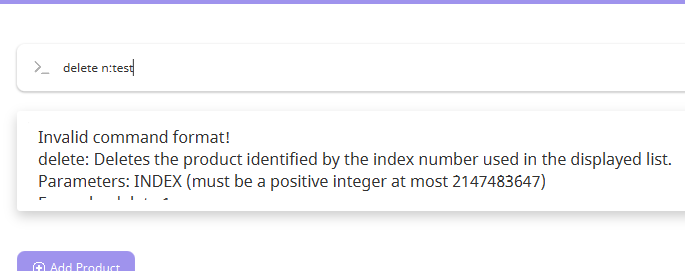 delete n:test
Invalid command format!
delete: Deletes the product identified by the index number used in the displayed list.
Parameters: INDEX (must be a positive integer at most 2147483647)
Add Product